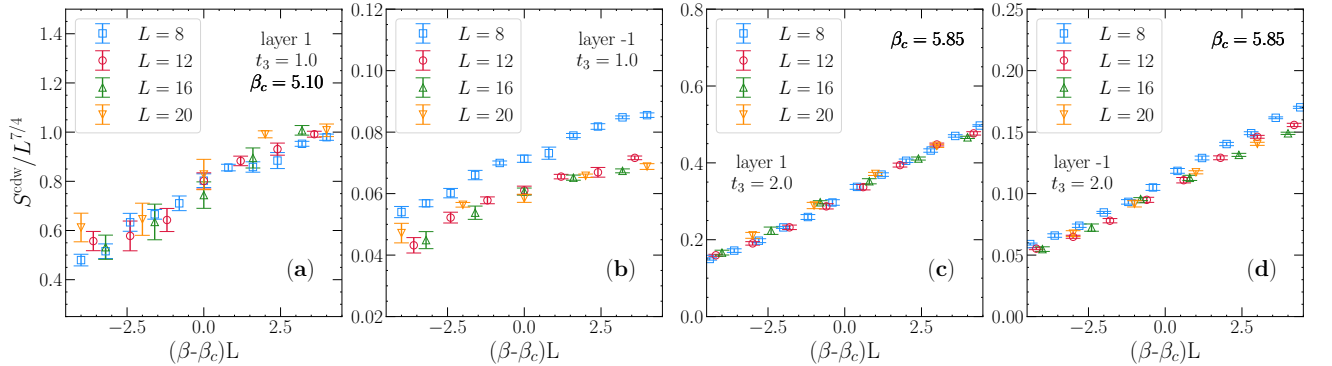 S^cdw/L^7/4
1.4
1.2
1.0
0.8
0.6
0.4
L = 8
L = 12
L = 16
L = 20
layer 1
t₃ = 1.0
β_c = 5.10
(a)
−2.5
0.0
2.5
(β-β_c)L
0.12
0.10
0.08
0.06
0.04
0.02
L = 8
L = 12
L = 16
L = 20
layer -1
t₃ = 1.0
(b)
−2.5
0.0
2.5
(β-β_c)L
0.8
0.6
0.4
0.2
0.0
L = 8
L = 12
L = 16
L = 20
β_c = 5.85
layer 1
t₃ = 2.0
(c)
−2.5
0.0
2.5
(β-β_c)L
0.25
0.20
0.15
0.10
0.05
0.00
L = 8
L = 12
L = 16
L = 20
β_c = 5.85
layer -1
t₃ = 2.0
(d)
−2.5
0.0
2.5
(β-β_c)L